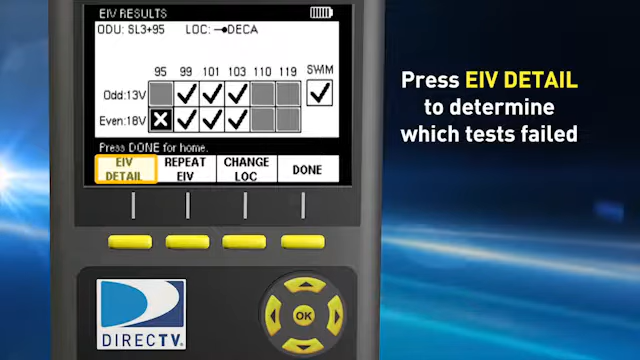 EIV RESULTS
ODU: SL3+95 LOC: DECA
95 99 101 103 110 119 SWIM
Odd:13V
Even:18V
Press DONE for home.
EIV DETAIL
REPEAT EIV
CHANGE LOC
DONE
OK
DIRECTV
Press EIV DETAIL
to determine
which tests failed